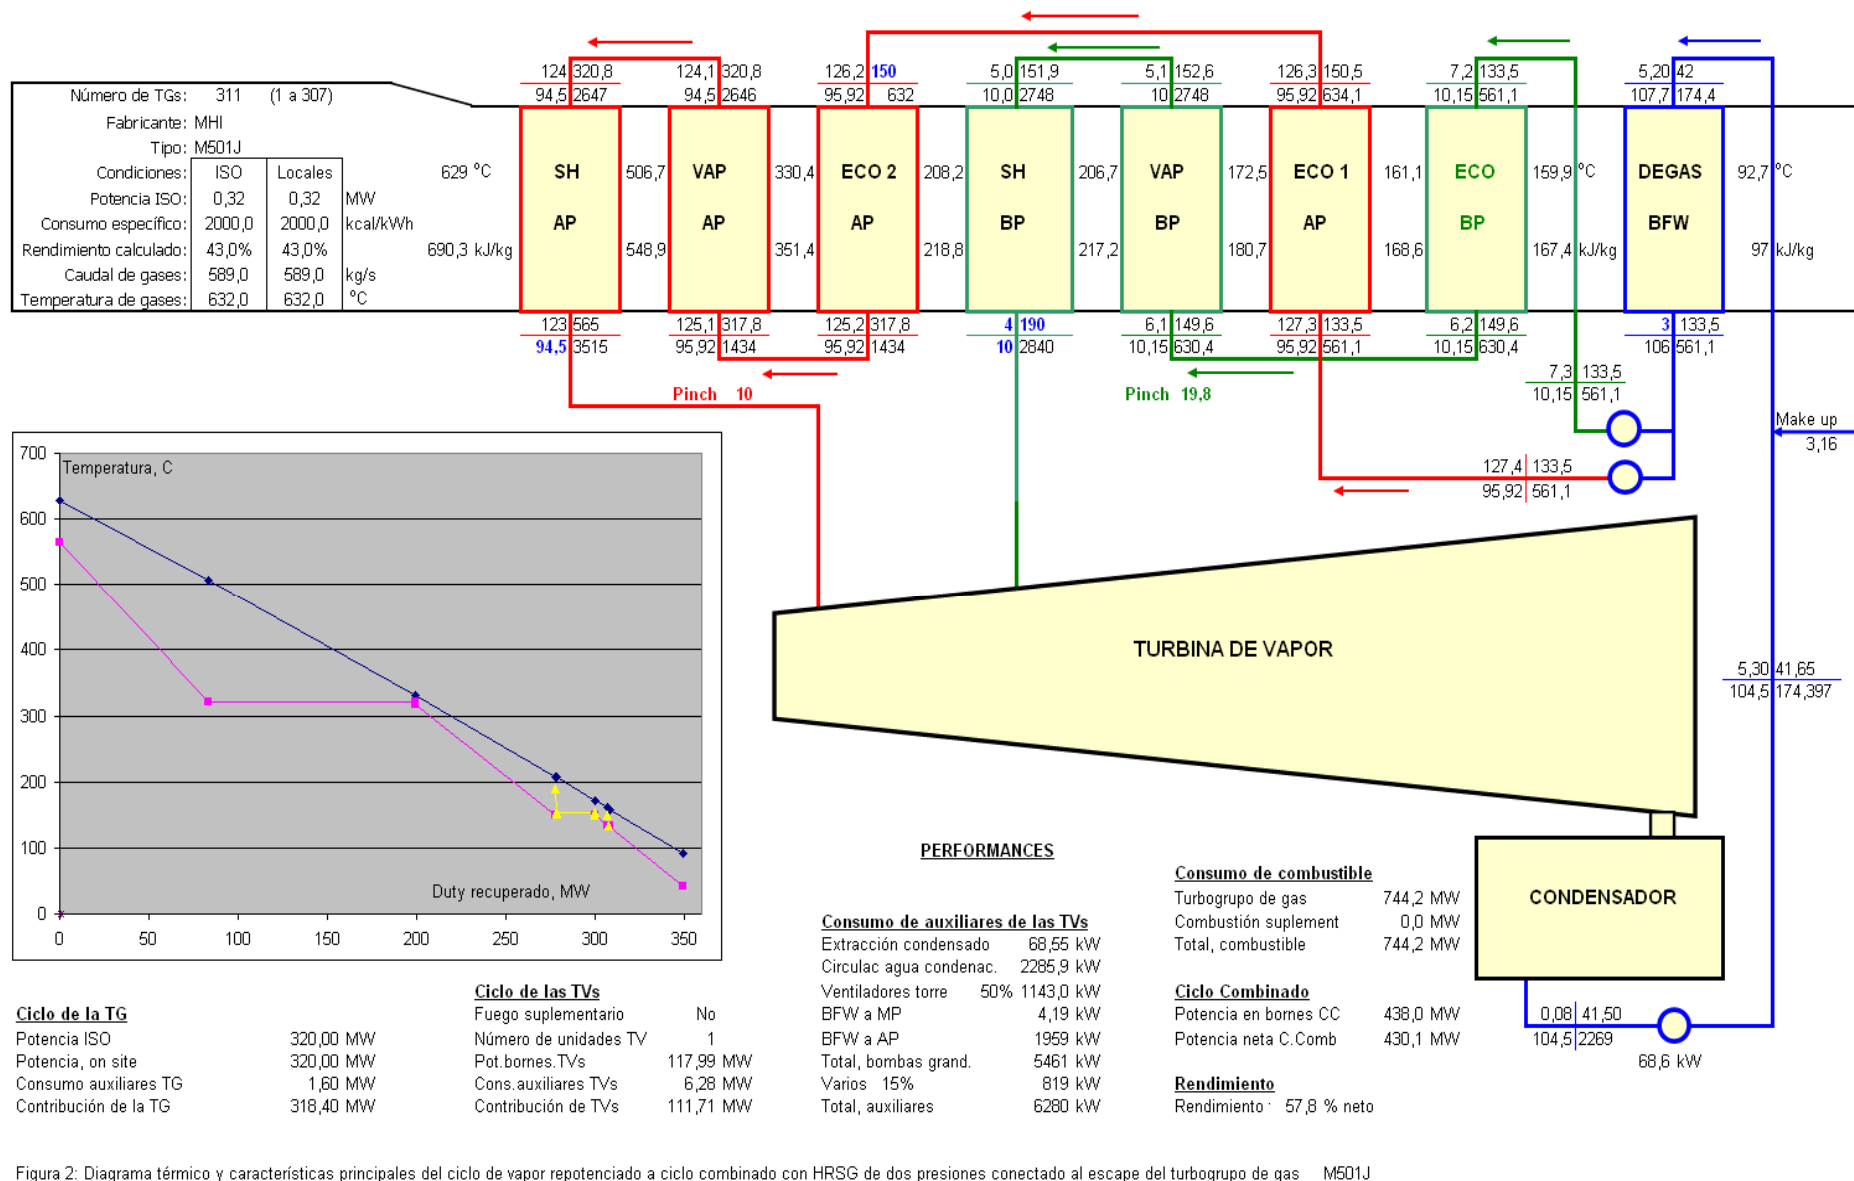 124 320,8 124,1 320,8 126,2 150 5,0 151,9 5,1 152,6 126,3 150,5 7,2 133,5 5,20 42
94,5 2647 94,5 2646 95,92 632 10,0 2748 10 2748 95,92 634,1 10,15 561,1 107,7 174,4
Número de TGs: 311 (1 a 307)
Fabricante: MHI
Tipo: M501J
Condiciones: ISO Locales
Potencia ISO: 0,32 0,32 MW
Consumo específico: 2000,0 2000,0 kcal/kWh
Rendimiento calculado: 43,0% 43,0%
Caudal de gases: 589,0 589,0 kg/s
Temperatura de gases: 632,0 632,0 °C
629 °C SH 506,7 VAP 330,4 ECO 2 208,2 SH 206,7 VAP 172,5 ECO 1 161,1 ECO 159,9 °C DEGAS 92,7 °C
AP AP AP BP BP AP BP BFW
690,3 kJ/kg 548,9 351,4 218,8 217,2 180,7 168,6 167,4 kJ/kg 97 kJ/kg
123 565 125,1 317,8 125,2 317,8 4 190 6,1 149,6 127,3 133,5 6,2 149,6 3 133,5
94,5 3515 95,92 1434 95,92 1434 10 2840 10,15 630,4 95,92 561,1 10,15 630,4 106 561,1
Pinch 10
Pinch 19,8
7,3 133,5
10,15 561,1
Make up
3,16
127,4 133,5
95,92 561,1
Temperatura, C
700
600
500
400
300
200
100
0
Duty recuperado, MW
0 50 100 150 200 250 300 350
TURBINA DE VAPOR
5,30 41,65
104,5 174,397
CONDENSADOR
0,08 41,50
104,5 2269
68,6 kW
PERFORMANCES
Ciclo de la TG
Potencia ISO 320,00 MW
Potencia, on site 320,00 MW
Consumo auxiliares TG 1,60 MW
Contribución de la TG 318,40 MW
Ciclo de las TVs
Fuego suplementario No
Número de unidades TV 1
Pot.bornes.TVs 117,99 MW
Cons.auxiliares TVs 6,28 MW
Contribución de TVs 111,71 MW
Consumo de auxiliares de las TVs
Extracción condensado 68,55 kW
Circulac agua condenac. 2285,9 kW
Ventiladores torre 50% 1143,0 kW
BFW a MP 4,19 kW
BFW a AP 1959 kW
Total, bombas grand. 5461 kW
Varios 15% 819 kW
Total, auxiliares 6280 kW
Consumo de combustible
Turbogrupo de gas 744,2 MW
Combustión suplement 0,0 MW
Total, combustible 744,2 MW
Ciclo Combinado
Potencia en bornes CC 438,0 MW
Potencia neta C.Comb 430,1 MW
Rendimiento
Rendimiento 57,8 % neto
Figura 2: Diagrama térmico y características principales del ciclo de vapor repotenciado a ciclo combinado con HRSG de dos presiones conectado al escape del turbogrupo de gas M501J